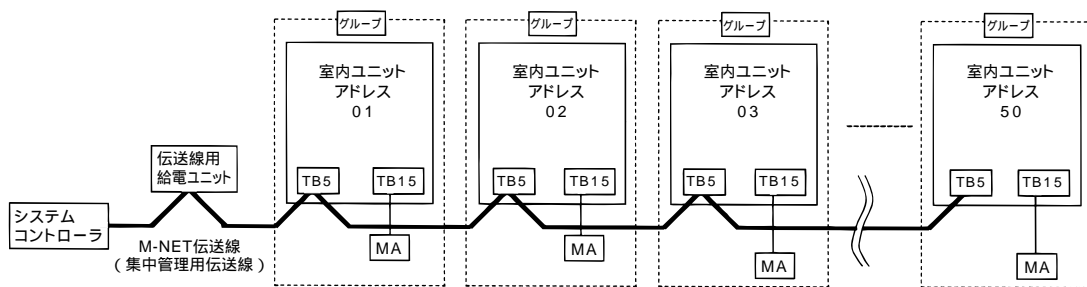 グループ
グループ
グループ
グループ
室内ユニット
アドレス
01
室内ユニット
アドレス
02
室内ユニット
アドレス
03
室内ユニット
アドレス
50
伝送線用
給電ユニット
TB5
TB15
TB5
TB15
TB5
TB15
TB5
TB15
システム
コントローラ
M-NET伝送線
(集中管理用伝送線)
MA
MA
MA
MA